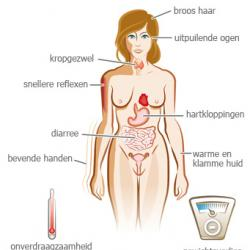 broos haar
uitpuilende ogen
kropgezwel
snellere reflexen
hartkloppingen
diarree
bevende handen
warme en
klamme huid
onverdraagzaamheid